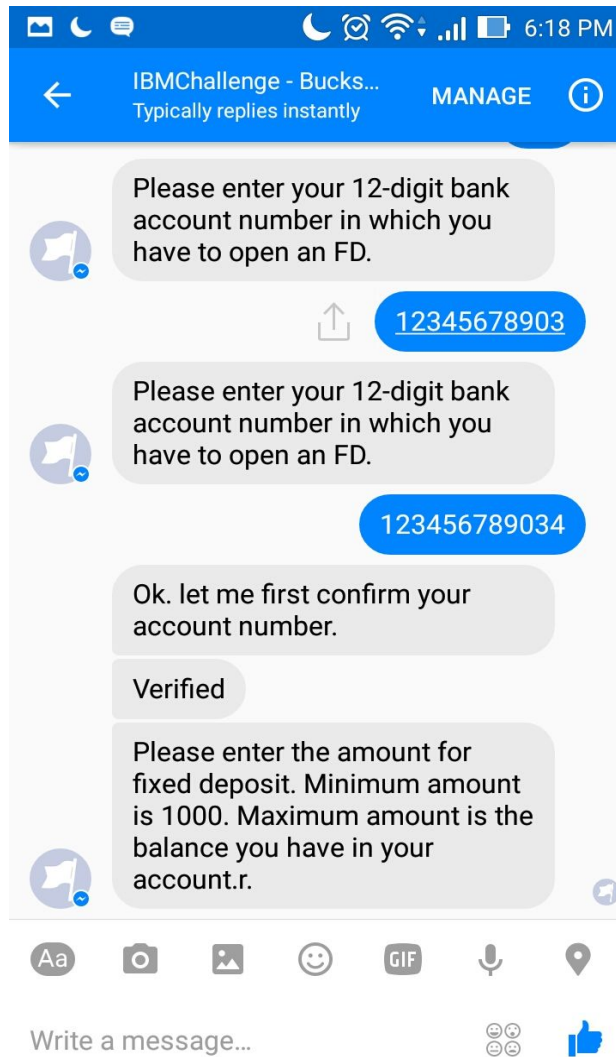 6:18 PM
IBMChallenge - Bucks...
Typically replies instantly
MANAGE
Please enter your 12-digit bank
account number in which you
have to open an FD.
12345678903
Please enter your 12-digit bank
account number in which you
have to open an FD.
123456789034
Ok. let me first confirm your
account number.
Verified
Please enter the amount for
fixed deposit. Minimum amount
is 1000. Maximum amount is the
balance you have in your
account.r.
Aa
GIF
Write a message...